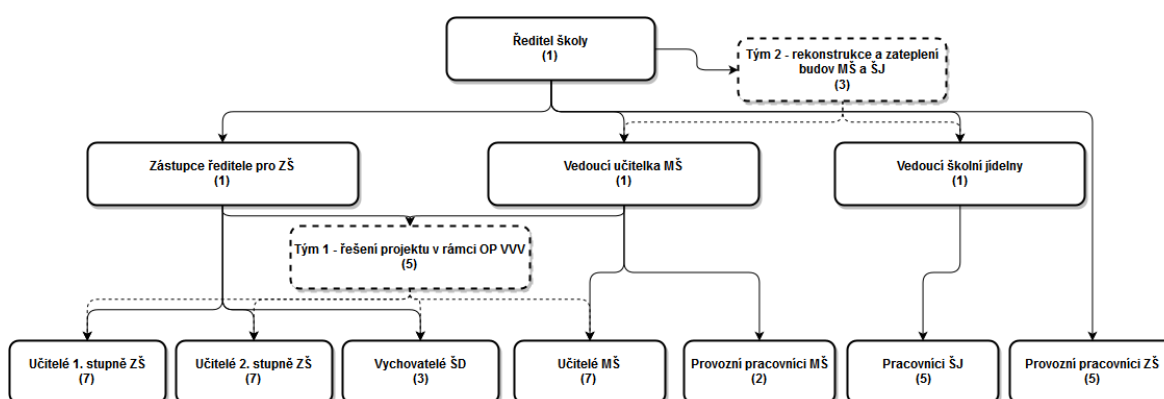 Ředitel školy
(1)
Tým 2 - rekonstrukce a zateplení
budov MŠ a ŠJ
(3)
Zástupce ředitele pro ZŠ
(1)
Vedoucí učitelka MŠ
(1)
Vedoucí školní jídelny
(1)
Tým 1 - řešení projektu v rámci OP VVV
(5)
Učitelé 1. stupně ZŠ
(7)
Učitelé 2. stupně ZŠ
(7)
Vychovatelé ŠD
(3)
Učitelé MŠ
(7)
Provozní pracovníci MŠ
(2)
Pracovníci ŠJ
(5)
Provozní pracovníci ZŠ
(5)